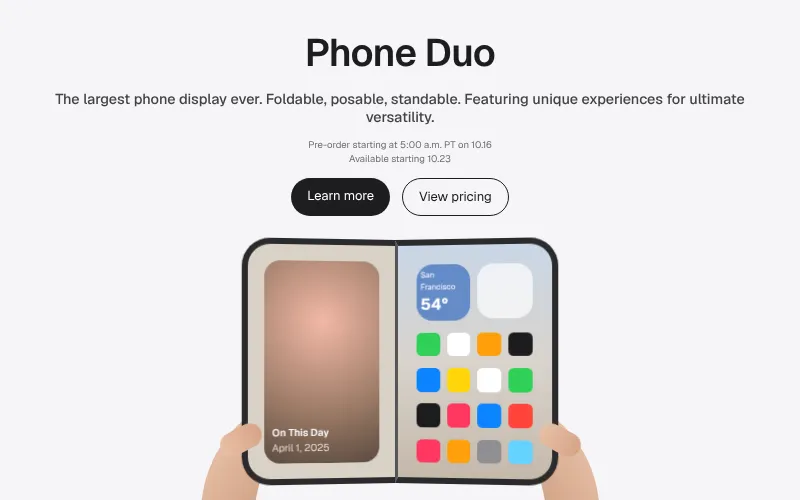 Phone Duo
The largest phone display ever. Foldable, posable, standable. Featuring unique experiences for ultimate
versatility.
Pre-order starting at 5:00 a.m. PT on 10.16
Available starting 10.23
Learn more
View pricing
San
Francisco
54°
On This Day
April 1, 2025